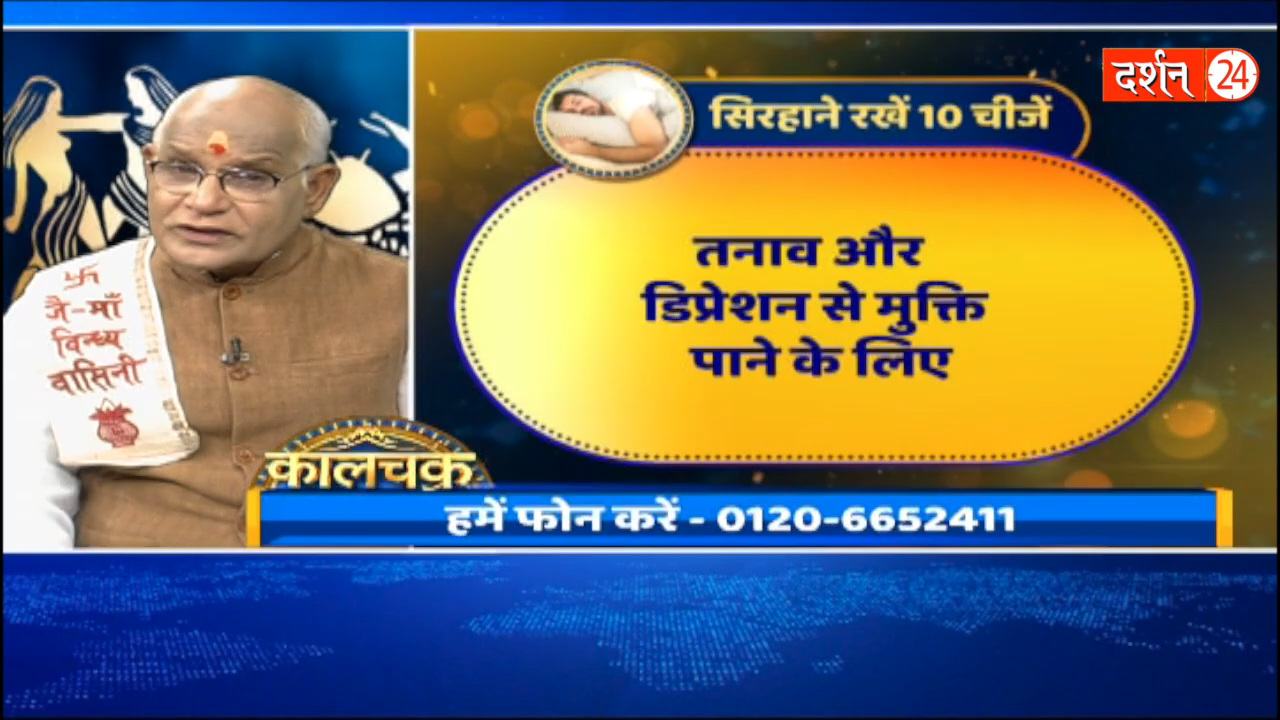 दर्शन 24
सिरहाने रखें 10 चीजें
तनाव और
डिप्रेशन से मुक्ति
पाने के लिए
जै-माँ
विन्ध्य
वासिनी
कालचक्र
हमें फोन करें - 0120-6652411